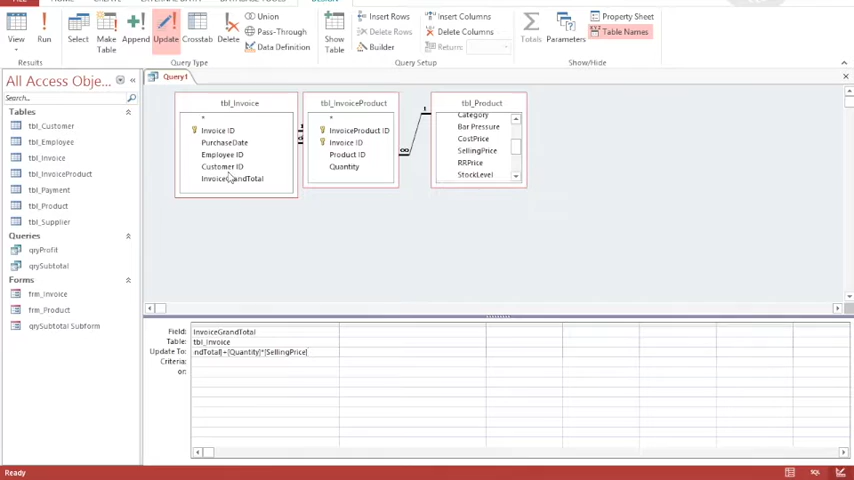 DESIGN
View
Run
Select
Make
Table
Append
Update
Crosstab
Delete
Union
Pass-Through
Data Definition
Show
Table
Insert Rows
Delete Rows
Builder
Insert Columns
Delete Columns
Return:
Totals
Parameters
Property Sheet
Table Names
Results
Query Type
Query Setup
Show/Hide
All Access Obje...
Search...
Tables
tbl_Customer
tbl_Employee
tbl_Invoice
tbl_InvoiceProduct
tbl_Payment
tbl_Product
tbl_Supplier
Queries
qryProfit
qrySubtotal
Forms
frm_Invoice
frm_Product
qrySubtotal Subform
Query1
tbl_Invoice
*
Invoice ID
PurchaseDate
Employee ID
Customer ID
InvoiceGrandTotal
tbl_InvoiceProduct
*
InvoiceProduct ID
Invoice ID
Product ID
Quantity
tbl_Product
Category
Bar Pressure
CostPrice
SellingPrice
RRPrice
StockLevel
1
∞
Field: InvoiceGrandTotal
Table: tbl_Invoice
Update To: ndTotal]+[Quantity]*[SellingPrice]
Criteria:
or:
Ready
SQL